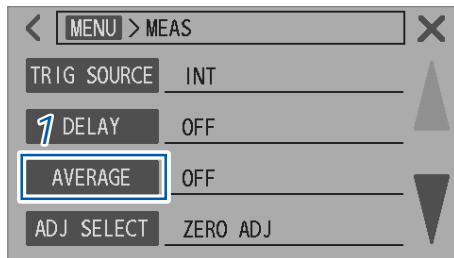 MENU > MEAS
TRIG SOURCE INT
1 DELAY OFF
AVERAGE OFF
ADJ SELECT ZERO ADJ